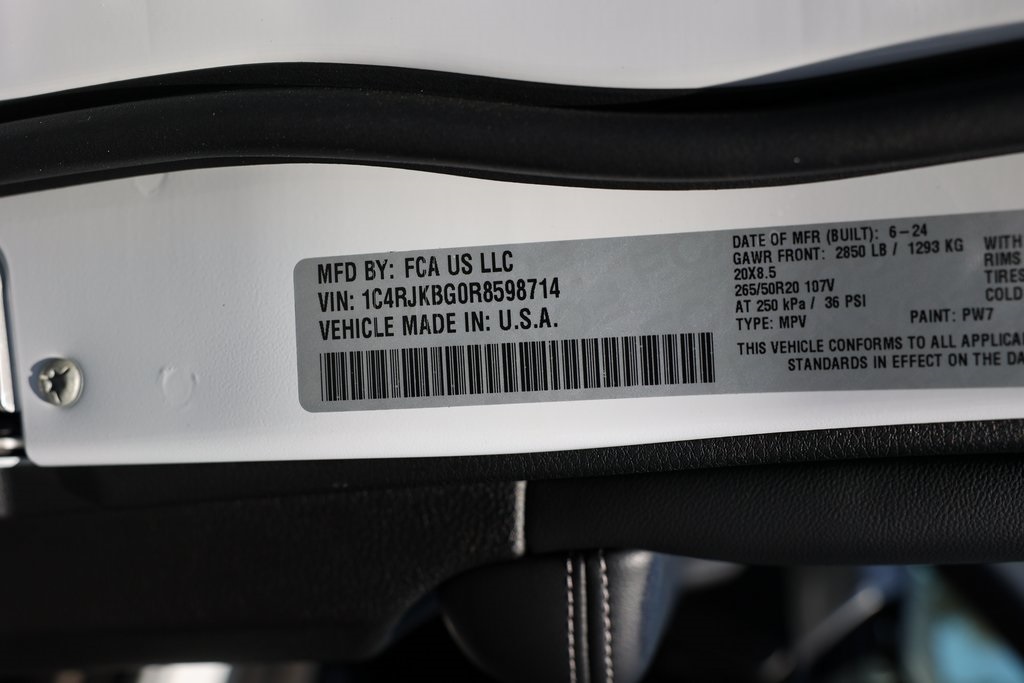 MFD BY: FCA US LLC
VIN: 1C4RJKBG0R8598714
VEHICLE MADE IN: U.S.A.
DATE OF MFR (BUILT): 6-24
GAWR FRONT: 2850 LB / 1293 KG
20X8.5
265/50R20 107V
AT 250 kPa / 36 PSI
TYPE: MPV
PAINT: PW7
THIS VEHICLE CONFORMS TO ALL APPLICA
STANDARDS IN EFFECT ON THE DA
WITH
RIMS
TIRES
COLD